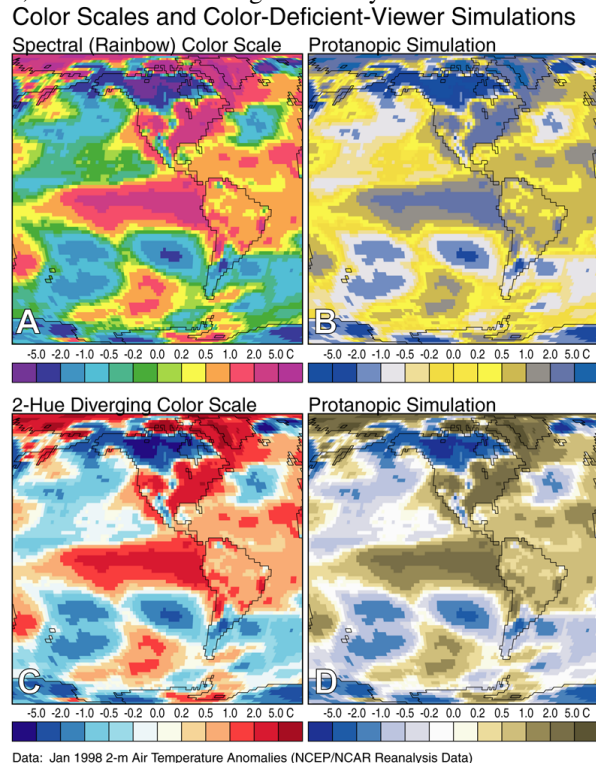 Color Scales and Color-Deficient-Viewer Simulations
Spectral (Rainbow) Color Scale Protanopic Simulation
A B
-5.0 -2.0 -1.0 -0.5 -0.2 0.0 0.2 0.5 1.0 2.0 5.0 C -5.0 -2.0 -1.0 -0.5 -0.2 0.0 0.2 0.5 1.0 2.0 5.0 C
2-Hue Diverging Color Scale Protanopic Simulation
C D
-5.0 -2.0 -1.0 -0.5 -0.2 0.0 0.2 0.5 1.0 2.0 5.0 C -5.0 -2.0 -1.0 -0.5 -0.2 0.0 0.2 0.5 1.0 2.0 5.0 C
Data: Jan 1998 2-m Air Temperature Anomalies (NCEP/NCAR Reanalysis Data)